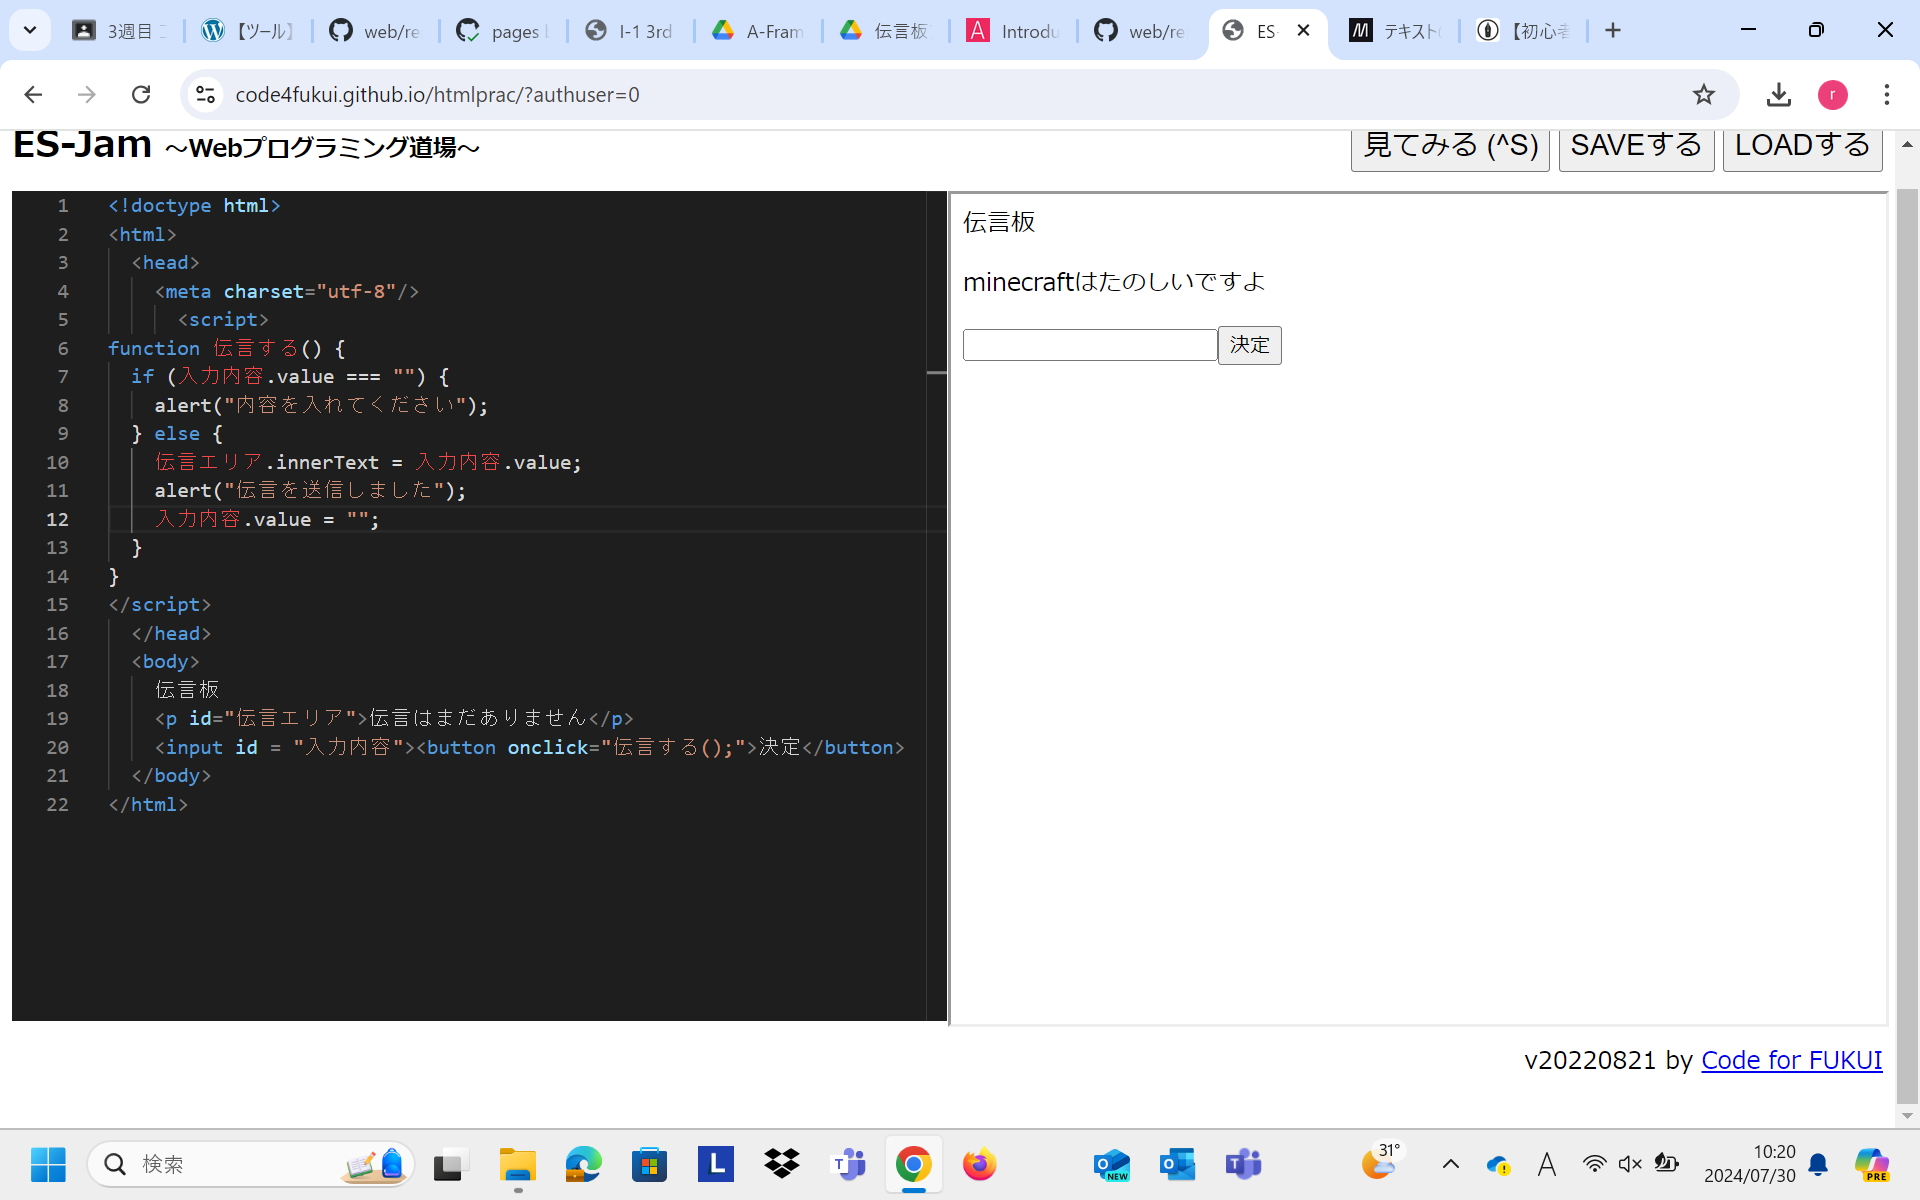 3週目
【ツール】
web/re
pages
I-1 3rd
A-Fram
伝言板
Introdu
web/re
ES-
テキスト
【初心者
code4fukui.github.io/htmlprac/?authuser=0
r
ES-Jam ～Webプログラミング道場～
見てみる (^S)
SAVEする
LOADする
1 <!doctype html>
2 <html>
3 <head>
4 <meta charset="utf-8"/>
5 <script>
6 function 伝言する() {
7 if (入力内容.value === "") {
8 alert("内容を入れてください");
9 } else {
10 伝言エリア.innerText = 入力内容.value;
11 alert("伝言を送信しました");
12 入力内容.value = "";
13 }
14 }
15 </script>
16 </head>
17 <body>
18 伝言板
19 <p id="伝言エリア">伝言はまだありません</p>
20 <input id = "入力内容"><button onclick="伝言する();">決定</button>
21 </body>
22 </html>
伝言板
minecraftはたのしいですよ
決定
v20220821 by Code for FUKUI
検索
L
NEW
31°
A
10:20
2024/07/30
PRE